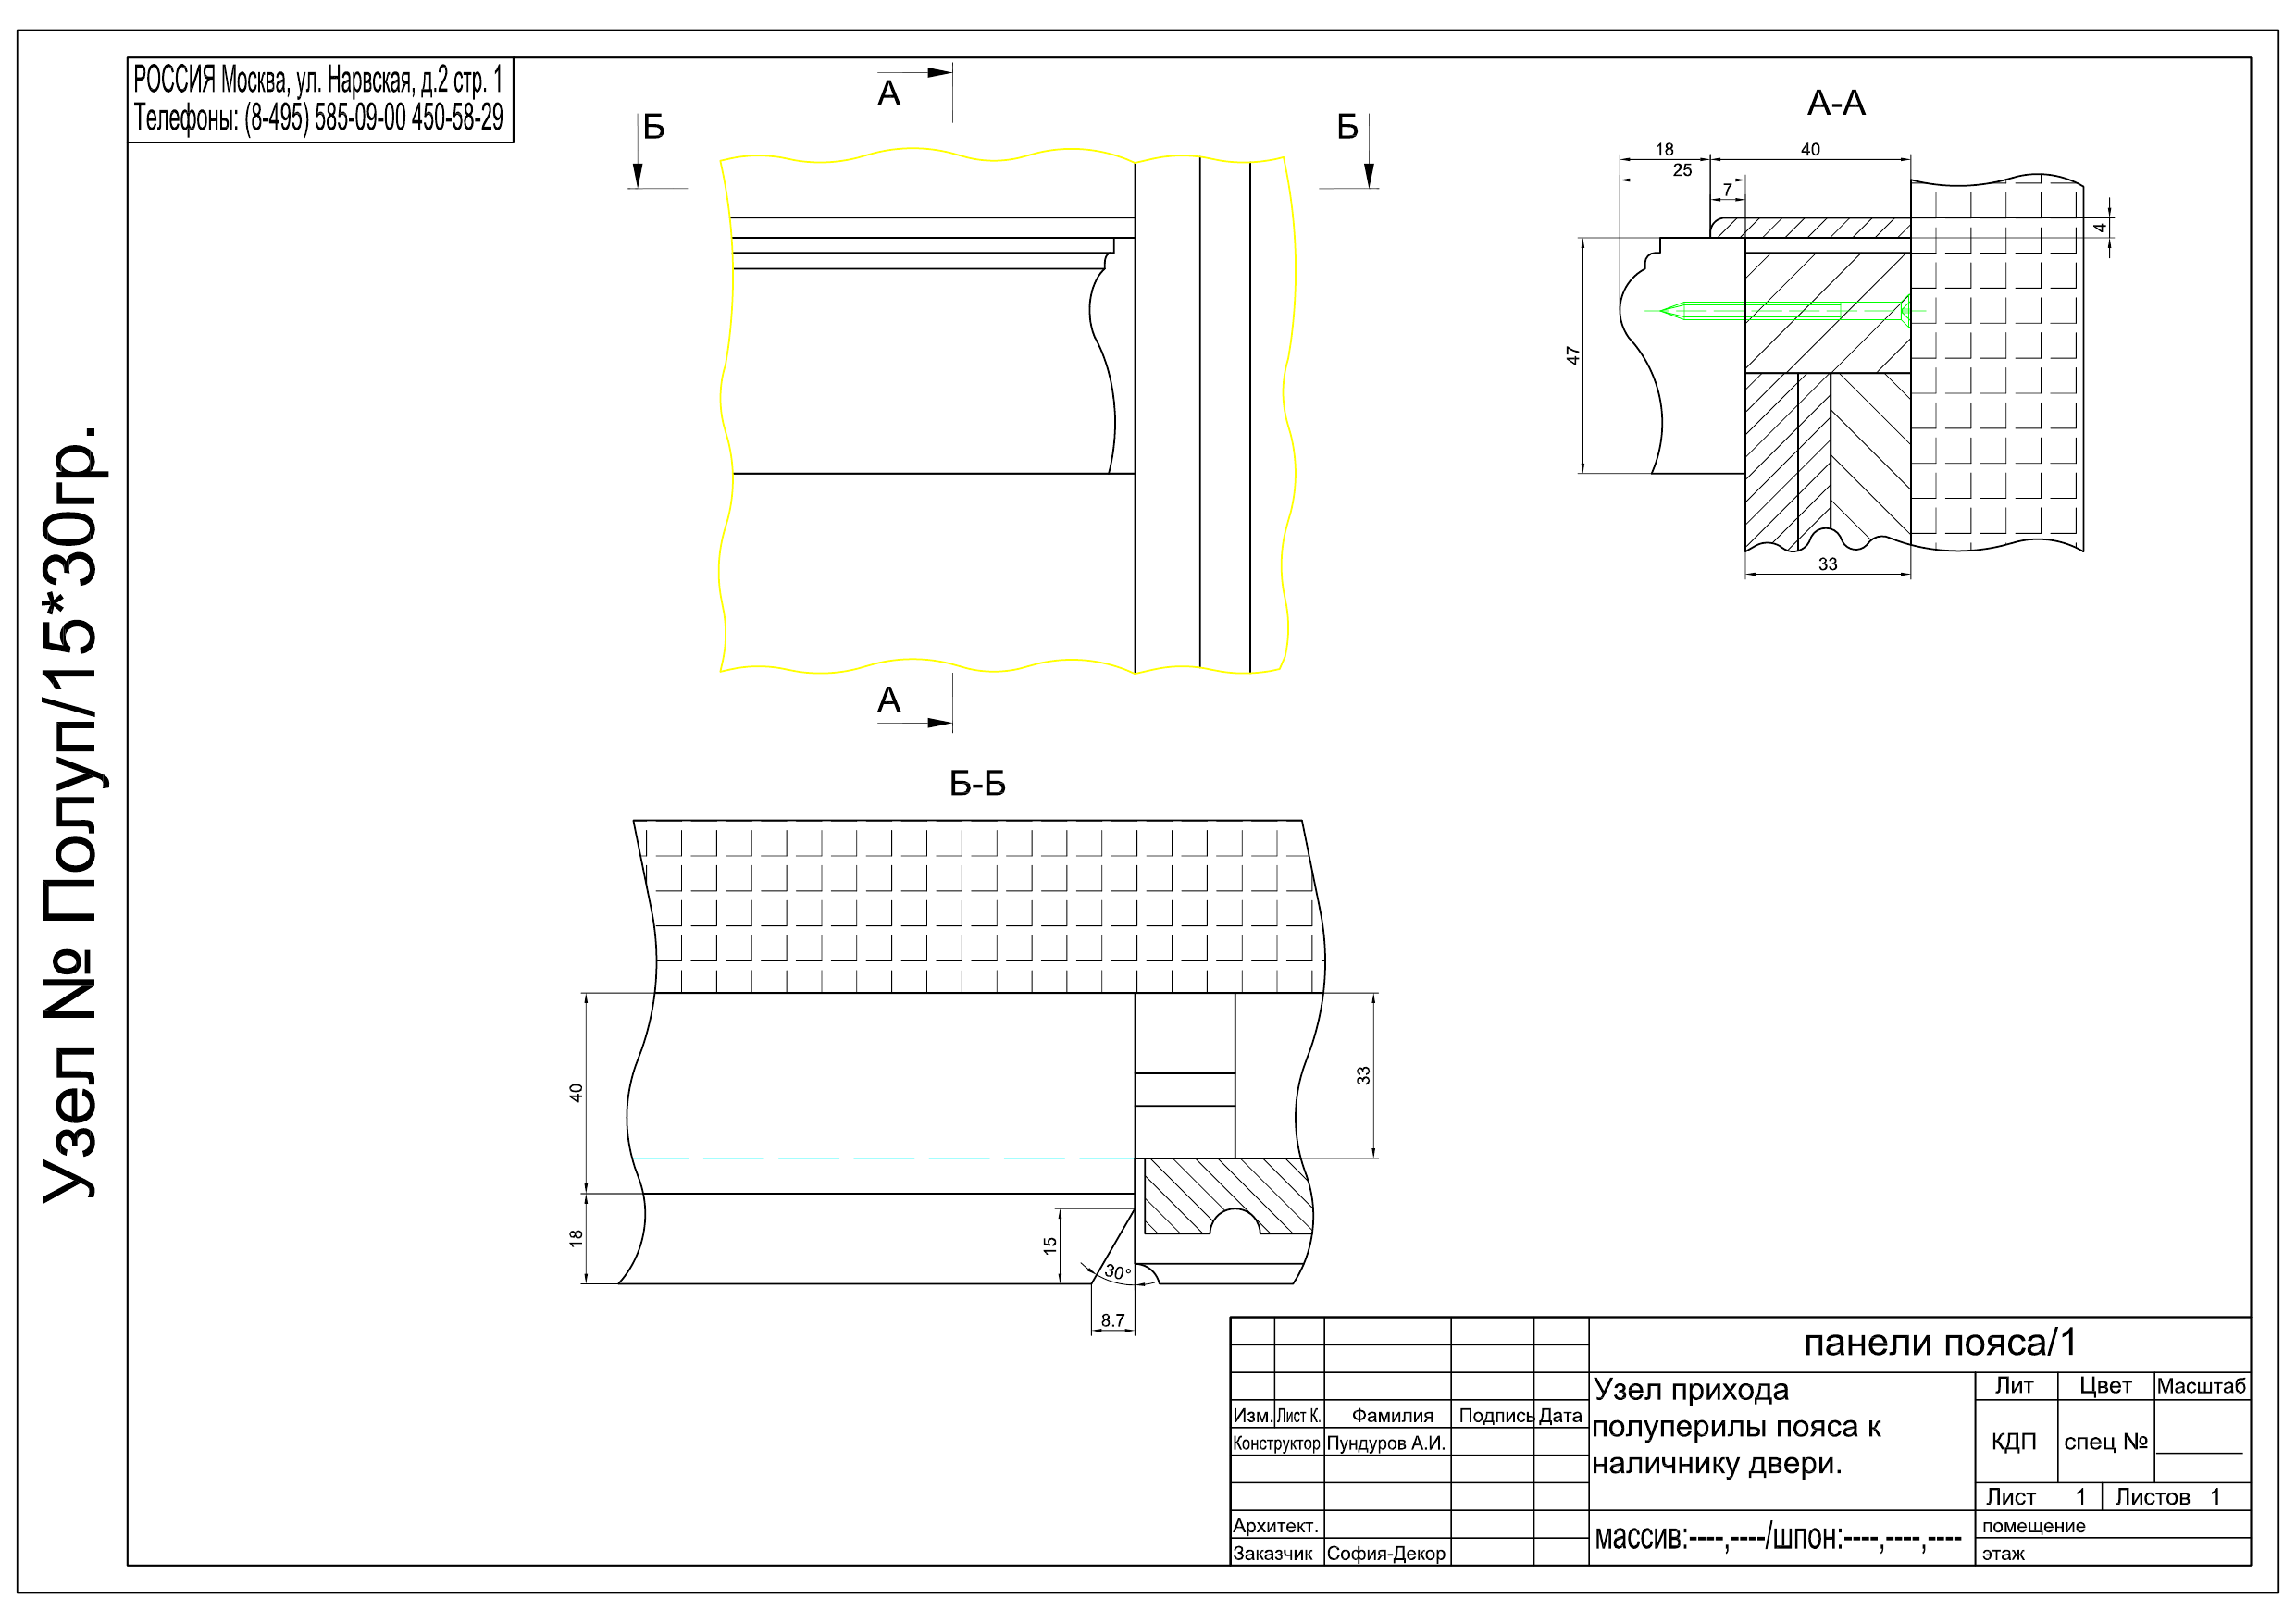 РОССИЯ Москва, ул. Нарвская, д.2 стр. 1
Телефоны: (8-495) 585-09-00 450-58-29
Узел № Полуп/15*30гр.
А
Б
Б
А
А-А
18
40
25
7
4
47
33
Б-Б
40
18
15
30°
8.7
33
панели пояса/1
Узел прихода
полуперилы пояса к
наличнику двери.
Лит
Цвет
Масштаб
КДП
спец №
Лист 1
Листов 1
Изм.
Лист К.
Фамилия
Подпись
Дата
Конструктор
Пундуров А.И.
Архитект.
Заказчик
София-Декор
массив:----,----/шпон:----,----,----
помещение
этаж